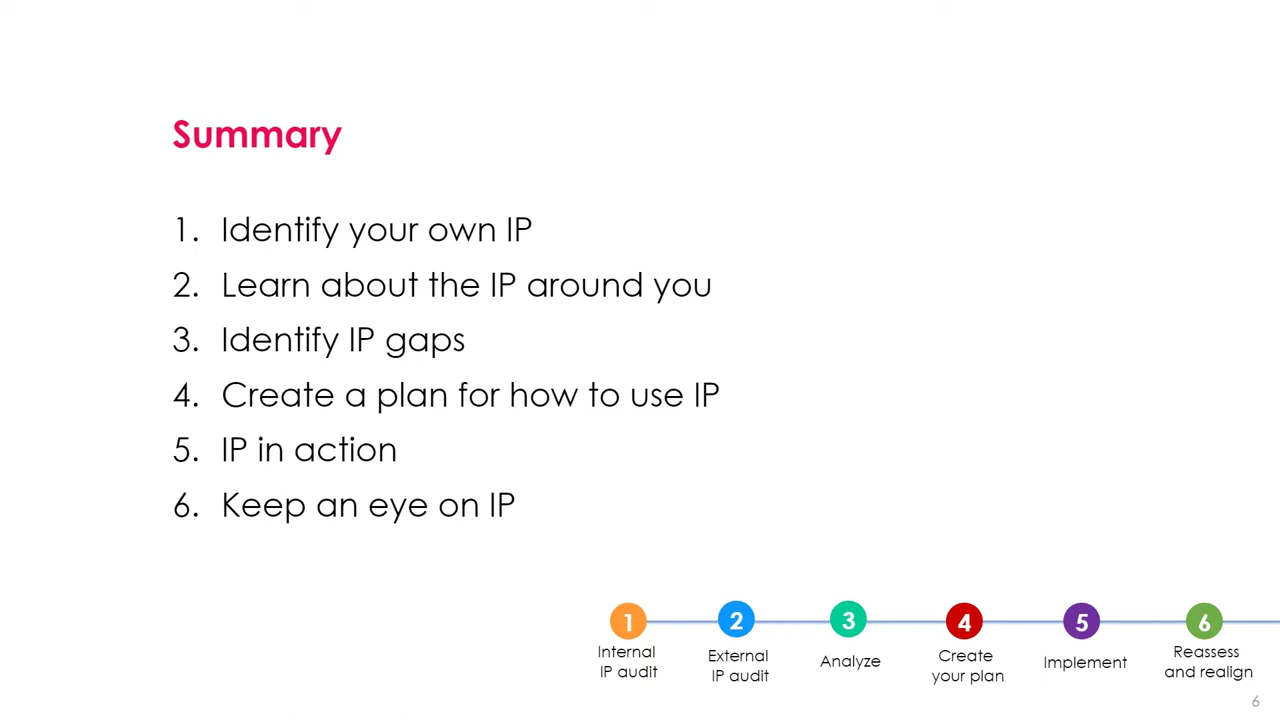 Summary
1. Identify your own IP
2. Learn about the IP around you
3. Identify IP gaps
4. Create a plan for how to use IP
5. IP in action
6. Keep an eye on IP
1
2
3
4
5
6
Internal
IP audit
External
IP audit
Analyze
Create
your plan
Implement
Reassess
and realign
6